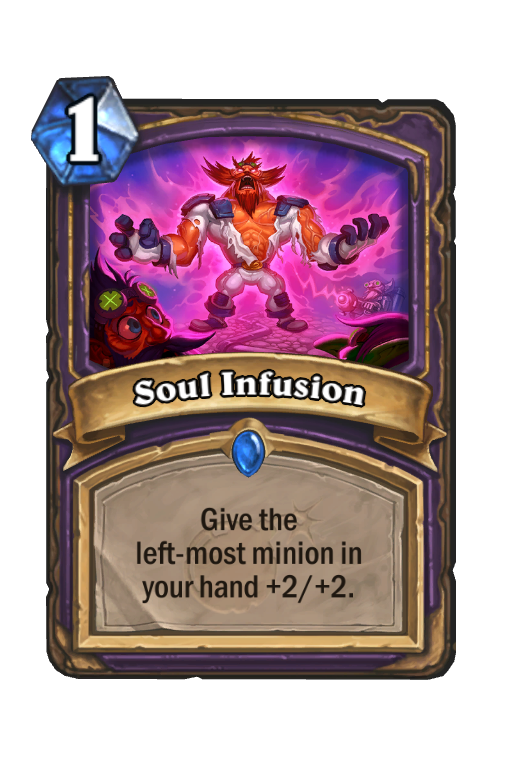 1
Soul Infusion
Give the
left-most minion in
your hand +2/+2.